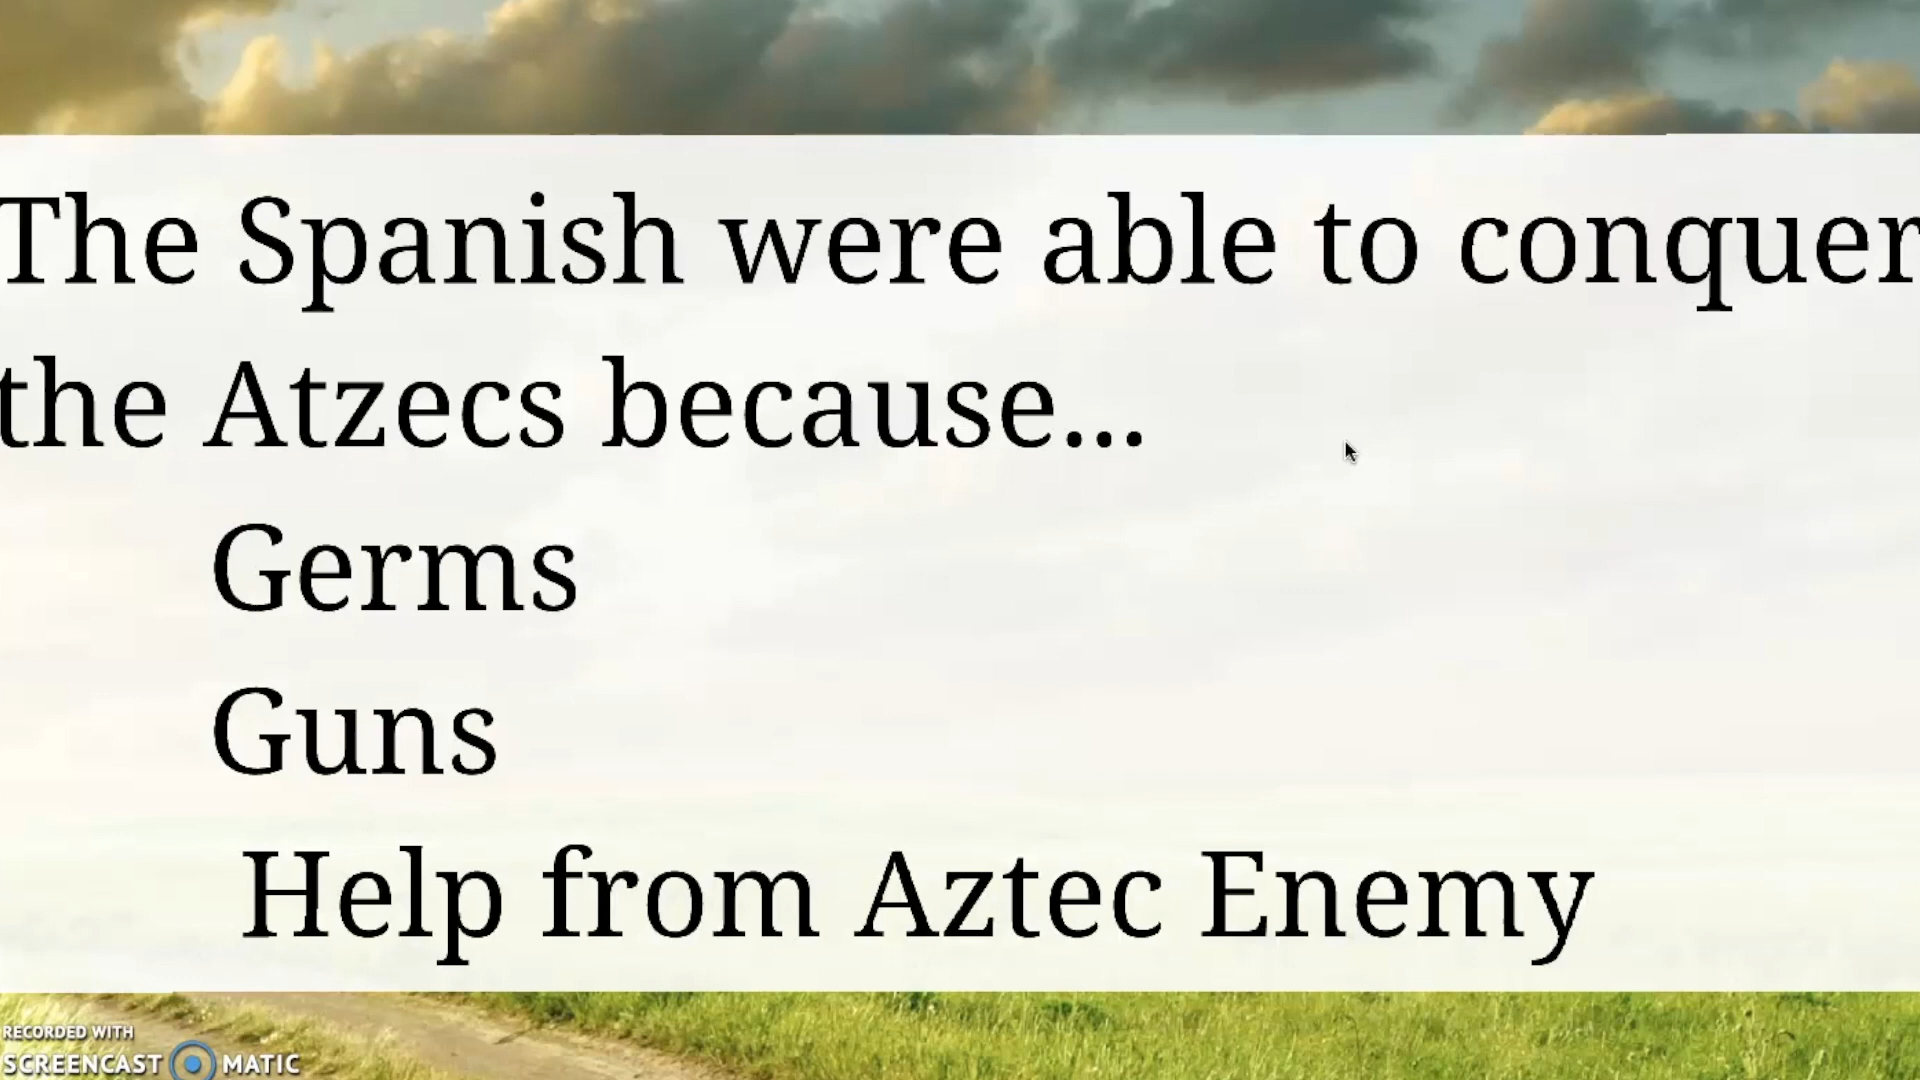 The Spanish were able to conquer
the Atzecs because...
Germs
Guns
Help from Aztec Enemy
RECORDED WITH
SCREENCAST MATIC